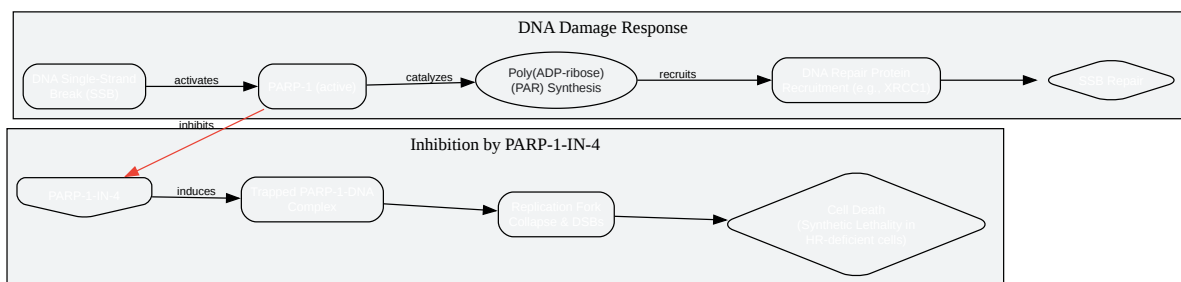 DNA Damage Response
DNA Single-Strand
Break (SSB)
activates
PARP-1 (active)
catalyzes
Poly(ADP-ribose)
(PAR) Synthesis
recruits
DNA Repair Protein
Recruitment (e.g., XRCC1)
SSB Repair
inhibits
Inhibition by PARP-1-IN-4
PARP-1-IN-4
induces
Trapped PARP-1-DNA
Complex
Replication Fork
Collapse & DSBs
Cell Death
(Synthetic Lethality in
HR-deficient cells)